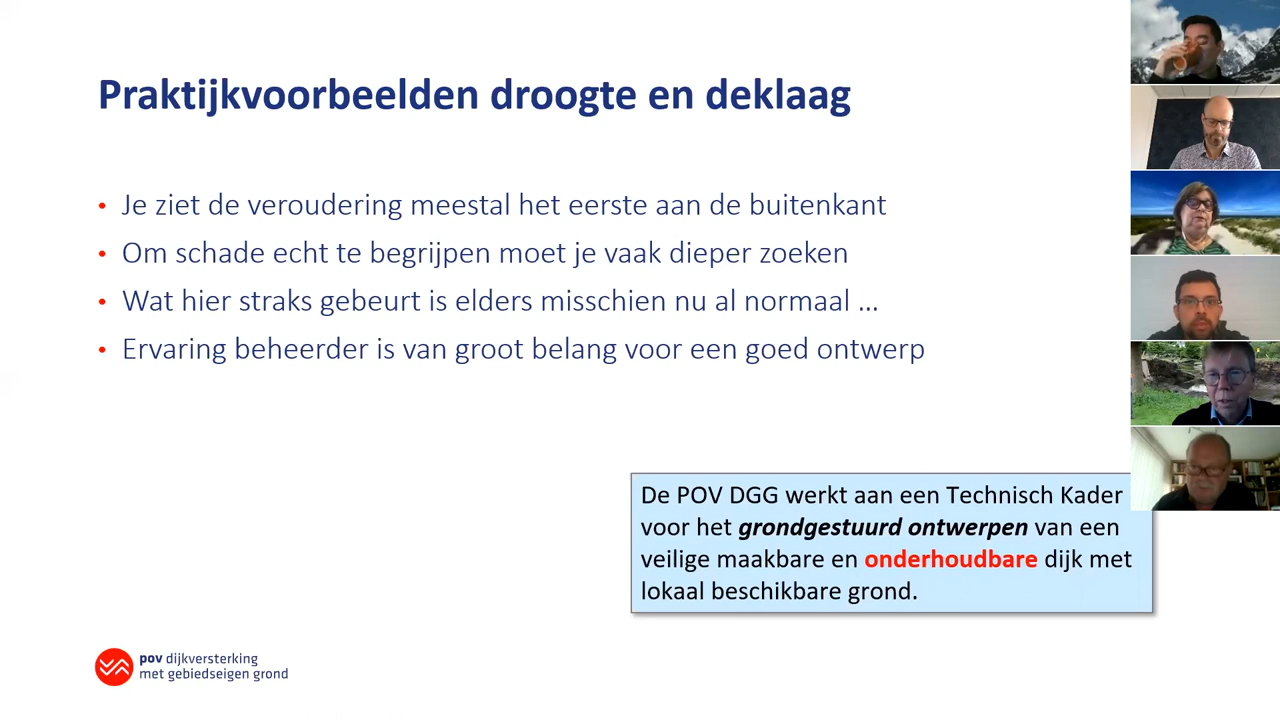 Praktijkvoorbeelden droogte en deklaag
• Je ziet de veroudering meestal het eerste aan de buitenkant
• Om schade echt te begrijpen moet je vaak dieper zoeken
• Wat hier straks gebeurt is elders misschien nu al normaal ...
• Ervaring beheerder is van groot belang voor een goed ontwerp
De POV DGG werkt aan een Technisch Kader
voor het grondgestuurd ontwerpen van een
veilige maakbare en onderhoudbare dijk met
lokaal beschikbare grond.
pov dijkversterking
met gebiedseigen grond